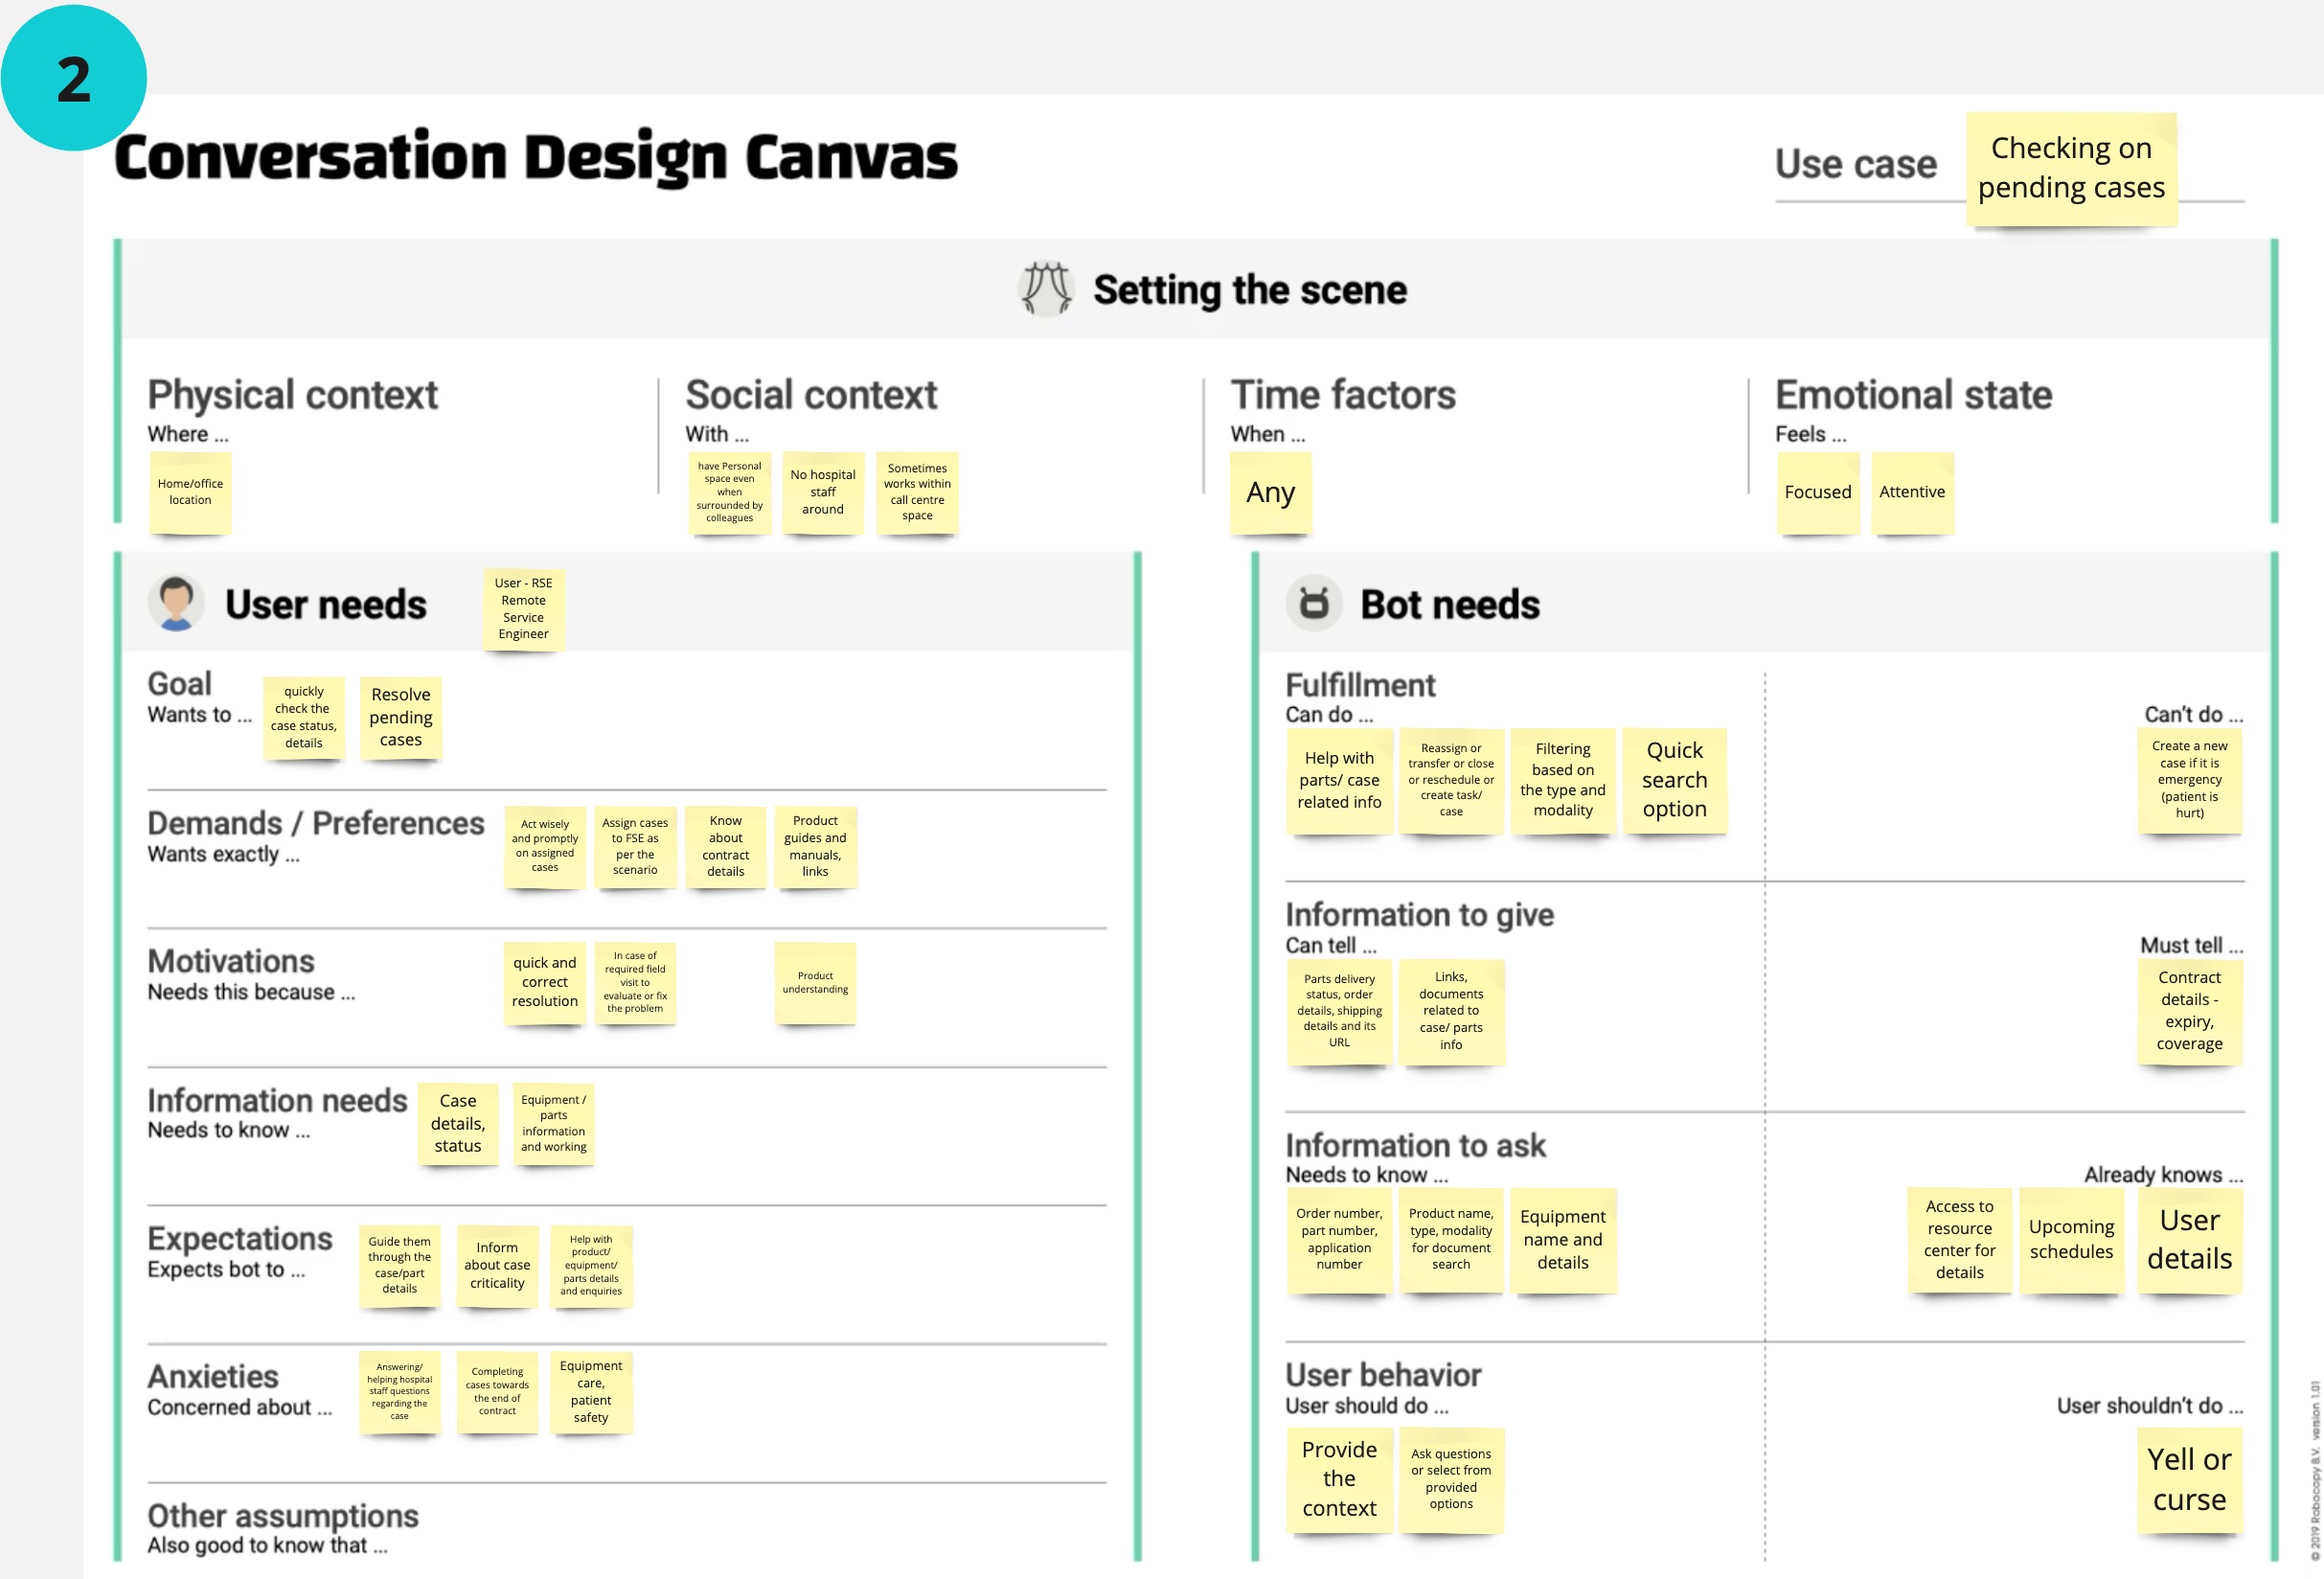 2
Conversation Design Canvas
Use case
Checking on
pending cases
Setting the scene
Physical context
Where ...
Home/office
location
Social context
With ...
have Personal
space even
when
surrounded by
colleagues
No hospital
staff
around
Sometimes
works within
call centre
space
Time factors
When ...
Any
Emotional state
Feels ...
Focused
Attentive
User needs
User - RSE
Remote
Service
Engineer
Goal
Wants to ...
quickly
check the
case status,
details
Resolve
pending
cases
Demands / Preferences
Wants exactly ...
Act wisely
and promptly
on assigned
cases
Assign cases
to FSE as
per the
scenario
Know
about
contract
details
Product
guides and
manuals,
links
Motivations
Needs this because ...
quick and
correct
resolution
In case of
required field
visit to
evaluate or fix
the problem
Product
understanding
Information needs
Needs to know ...
Case
details,
status
Equipment /
parts
information
and working
Expectations
Expects bot to ...
Guide them
through the
case/part
details
Inform
about case
criticality
Help with
product/
equipment/
parts details
and enquiries
Anxieties
Concerned about ...
Answering/
helping hospital
staff questions
regarding the
case
Completing
cases towards
the end of
contract
Equipment
care,
patient
safety
Other assumptions
Also good to know that ...
Bot needs
Fulfillment
Can do ...
Help with
parts/ case
related info
Reassign or
transfer or close
or reschedule or
create task/
case
Filtering
based on
the type and
modality
Quick
search
option
Can't do ...
Create a new
case if it is
emergency
(patient is
hurt)
Information to give
Can tell ...
Parts delivery
status, order
details, shipping
details and its
URL
Links,
documents
related to
case/ parts
info
Must tell ...
Contract
details -
expiry,
coverage
Information to ask
Needs to know ...
Order number,
part number,
application
number
Product name,
type, modality
for document
search
Equipment
name and
details
Already knows ...
Access to
resource
center for
details
Upcoming
schedules
User
details
User behavior
User should do ...
Provide
the
context
Ask questions
or select from
provided
options
User shouldn't do ...
Yell or
curse
© 2019 Robocopy B.V. version 1.01